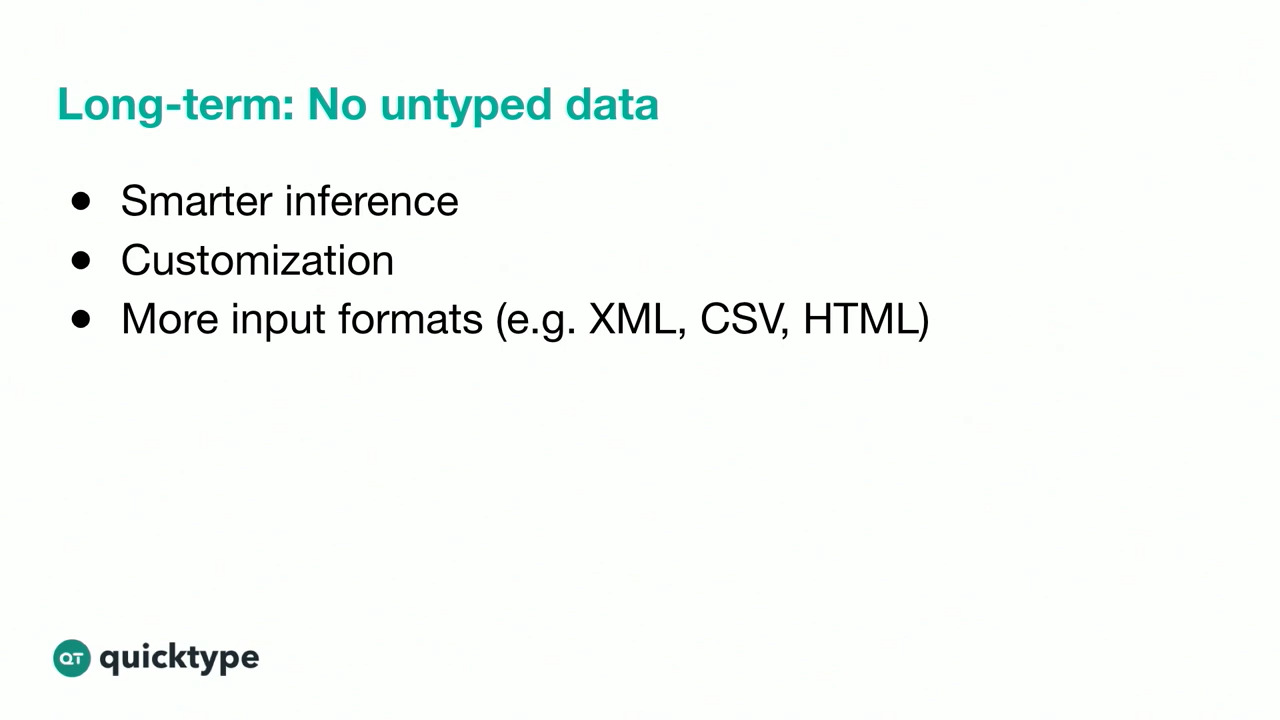 Long-term: No untyped data
● Smarter inference
● Customization
● More input formats (e.g. XML, CSV, HTML)
QT quicktype